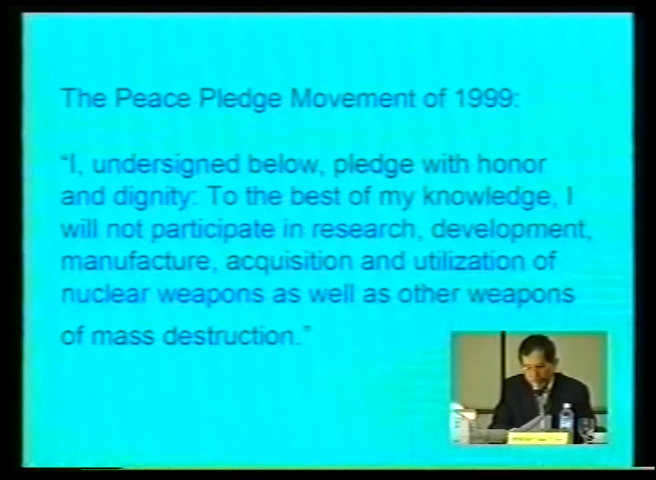 The Peace Pledge Movement of 1999:
“I, undersigned below, pledge with honor
and dignity: To the best of my knowledge, I
will not participate in research, development,
manufacture, acquisition and utilization of
nuclear weapons as well as other weapons
of mass destruction.”